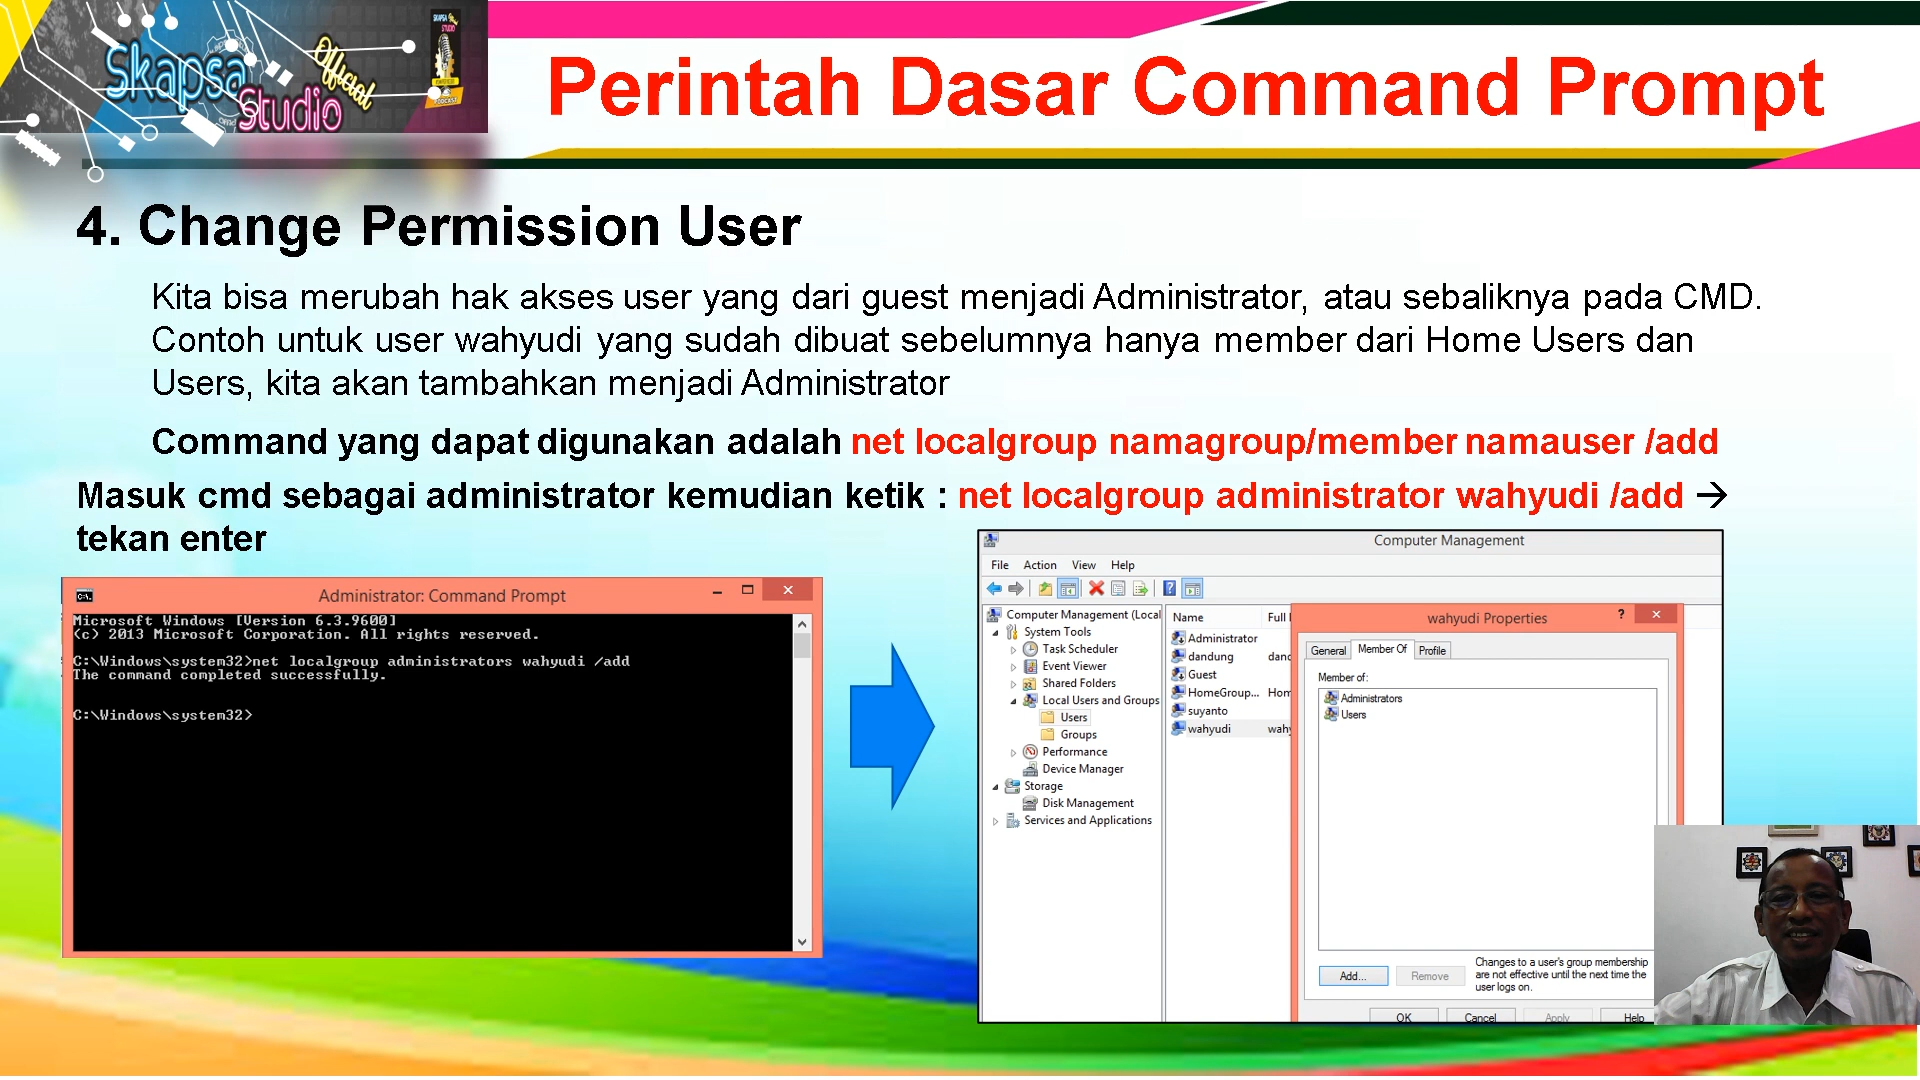 Skapsa
Studio
Official
SKAPSA
STUDIO
PODCAST
Perintah Dasar Command Prompt
4. Change Permission User
Kita bisa merubah hak akses user yang dari guest menjadi Administrator, atau sebaliknya pada CMD.
Contoh untuk user wahyudi yang sudah dibuat sebelumnya hanya member dari Home Users dan
Users, kita akan tambahkan menjadi Administrator
Command yang dapat digunakan adalah net localgroup namagroup/member namauser /add
Masuk cmd sebagai administrator kemudian ketik : net localgroup administrator wahyudi /add →
tekan enter
Administrator: Command Prompt
Microsoft Windows [Version 6.3.9600]
(c) 2013 Microsoft Corporation. All rights reserved.
C:\Windows\system32>net localgroup administrators wahyudi /add
The command completed successfully.
C:\Windows\system32>
Computer Management
File Action View Help
Computer Management (Local
System Tools
Task Scheduler
Event Viewer
Shared Folders
Local Users and Groups
Users
Groups
Performance
Device Manager
Storage
Disk Management
Services and Applications
Name Full
Administrator
dandung danc
Guest
HomeGroup... Hom
suyanto
wahyudi wahy
wahyudi Properties
General Member Of Profile
Member of:
Administrators
Users
Add... Remove
Changes to a user's group membership
are not effective until the next time the
user logs on.
OK Cancel Apply Help